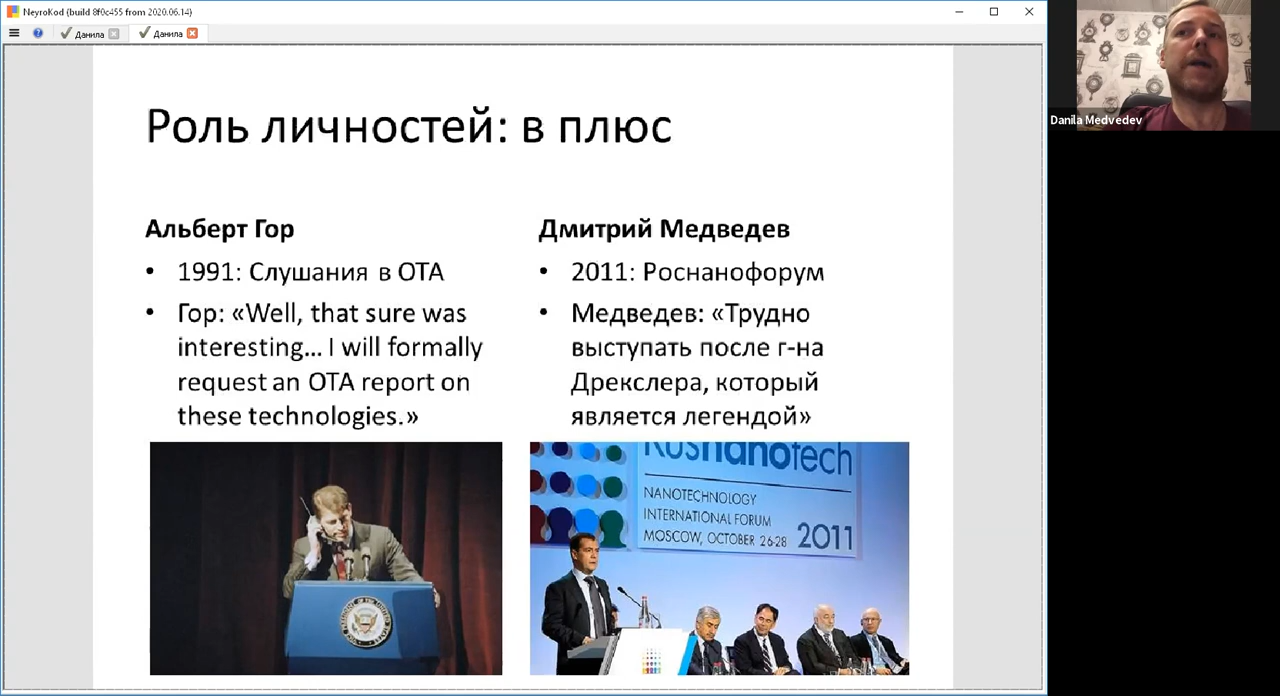 NeyroKod (build 8f0c455 from 2020.06.14)
Данила
Данила
Danila Medvedev
Роль личностей: в плюс
Альберт Гор
• 1991: Слушания в ОТА
• Гор: «Well, that sure was
interesting… I will formally
request an OTA report on
these technologies.»
Дмитрий Медведев
• 2011: Роснанофорум
• Медведев: «Трудно
выступать после г-на
Дрекслера, который
является легендой»
Rusnanotech
NANOTECHNOLOGY
INTERNATIONAL FORUM
MOSCOW, OCTOBER 26-28
2011